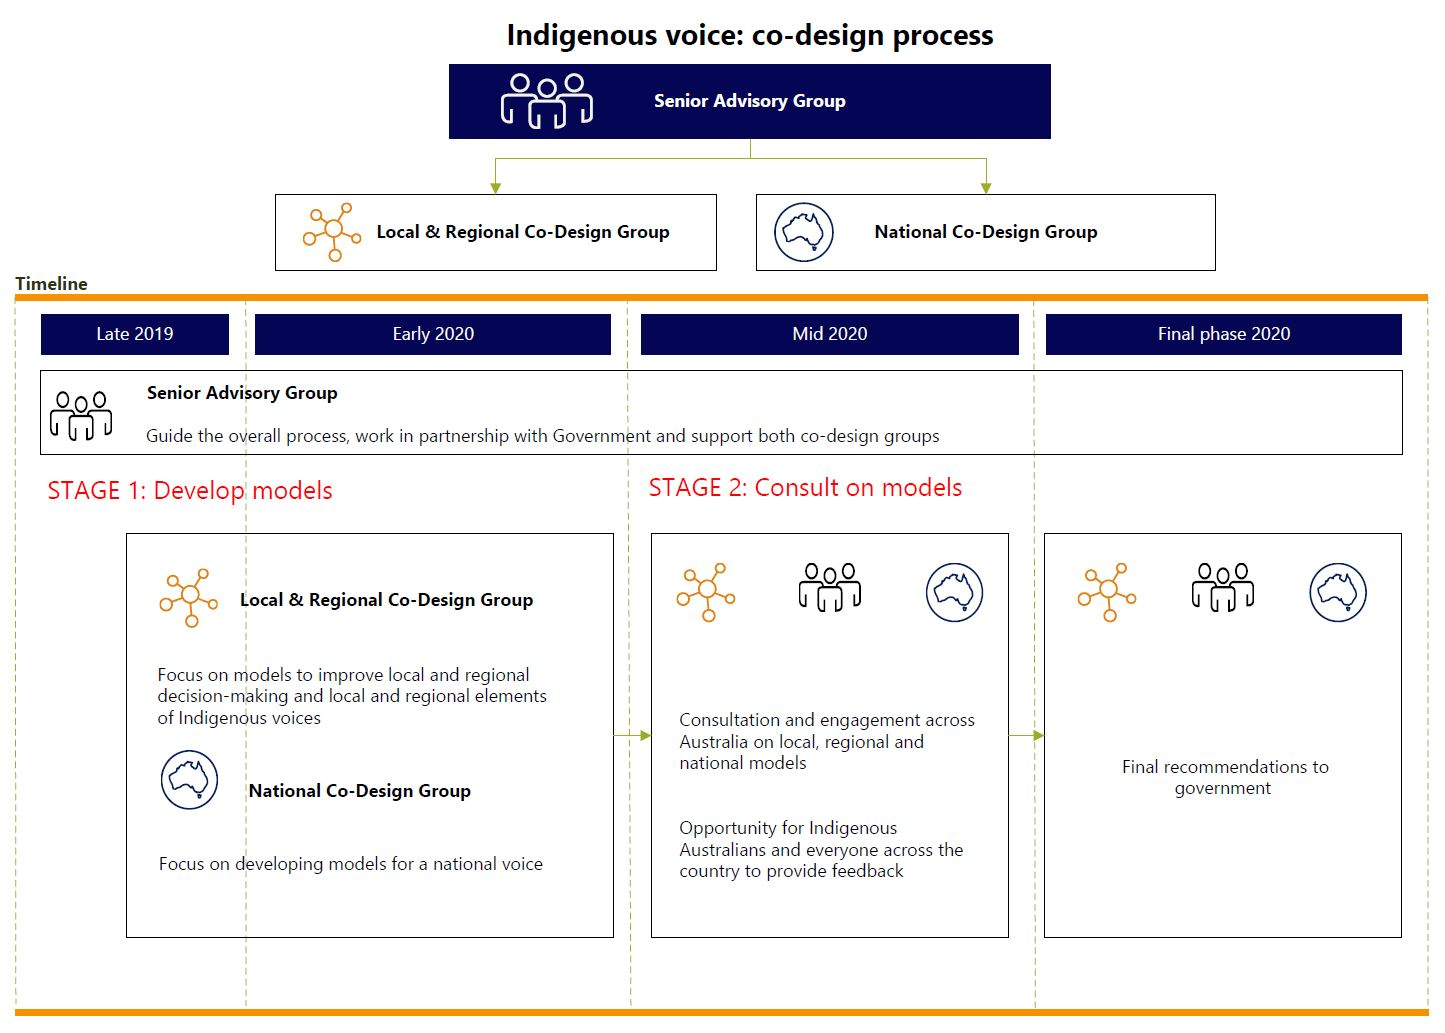 Indigenous voice: co-design process
Senior Advisory Group
Local & Regional Co-Design Group
National Co-Design Group
Timeline
Late 2019
Early 2020
Mid 2020
Final phase 2020
Senior Advisory Group
Guide the overall process, work in partnership with Government and support both co-design groups
STAGE 1: Develop models
STAGE 2: Consult on models
Local & Regional Co-Design Group
Focus on models to improve local and regional
decision-making and local and regional elements
of Indigenous voices
National Co-Design Group
Focus on developing models for a national voice
Consultation and engagement across
Australia on local, regional and
national models
Opportunity for Indigenous
Australians and everyone across the
country to provide feedback
Final recommendations to
government